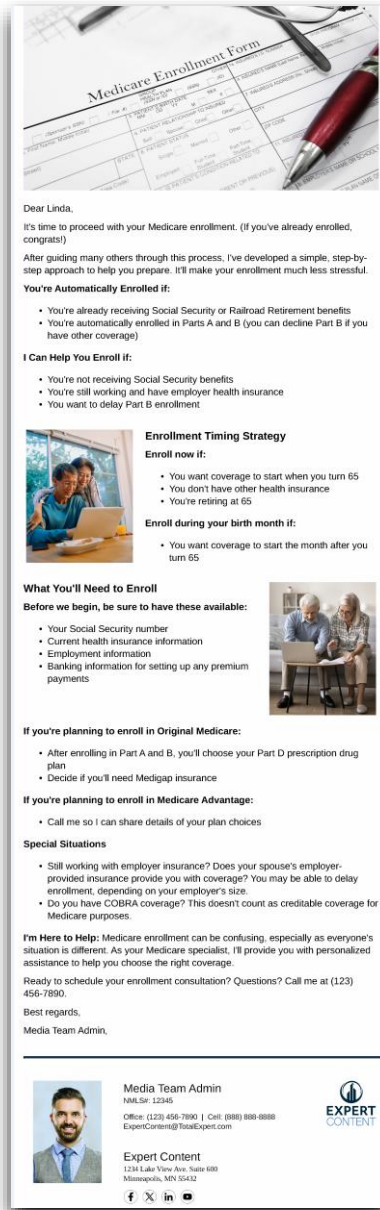 Medicare Enrollment Form
Dear Linda,
It's time to proceed with your Medicare enrollment. (If you've already enrolled,
congrats!)
After guiding many others through this process, I've developed a simple, step-by-
step approach to help you prepare. It'll make your enrollment much less stressful.
You're Automatically Enrolled if:
• You're already receiving Social Security or Railroad Retirement benefits
• You're automatically enrolled in Parts A and B (you can decline Part B if you
have other coverage)
I Can Help You Enroll if:
• You're not receiving Social Security benefits
• You're still working and have employer health insurance
• You want to delay Part B enrollment
Enrollment Timing Strategy
Enroll now if:
• You want coverage to start when you turn 65
• You don't have other health insurance
• You're retiring at 65
Enroll during your birth month if:
• You want coverage to start the month after you
turn 65
What You'll Need to Enroll
Before we begin, be sure to have these available:
• Your Social Security number
• Current health insurance information
• Employment information
• Banking information for setting up any premium
payments
If you're planning to enroll in Original Medicare:
• After enrolling in Part A and B, you'll choose your Part D prescription drug
plan
• Decide if you'll need Medigap insurance
If you're planning to enroll in Medicare Advantage:
• Call me so I can share details of your plan choices
Special Situations
• Still working with employer insurance? Does your spouse's employer-
provided insurance provide you with coverage? You may be able to delay
enrollment, depending on your employer's size.
• Do you have COBRA coverage? This doesn't count as creditable coverage for
Medicare purposes.
I'm Here to Help: Medicare enrollment can be confusing, especially as everyone's
situation is different. As your Medicare specialist, I'll provide you with personalized
assistance to help you choose the right coverage.
Ready to schedule your enrollment consultation? Questions? Call me at (123)
456-7890.
Best regards,
Media Team Admin,
Media Team Admin
NMLS#: 12345
Office: (123) 456-7890 | Cell: (888) 888-8888
ExpertContent@TotalExpert.com
EXPERT
CONTENT
Expert Content
1234 Lake View Ave. Suite 600
Minneapolis, MN 55432